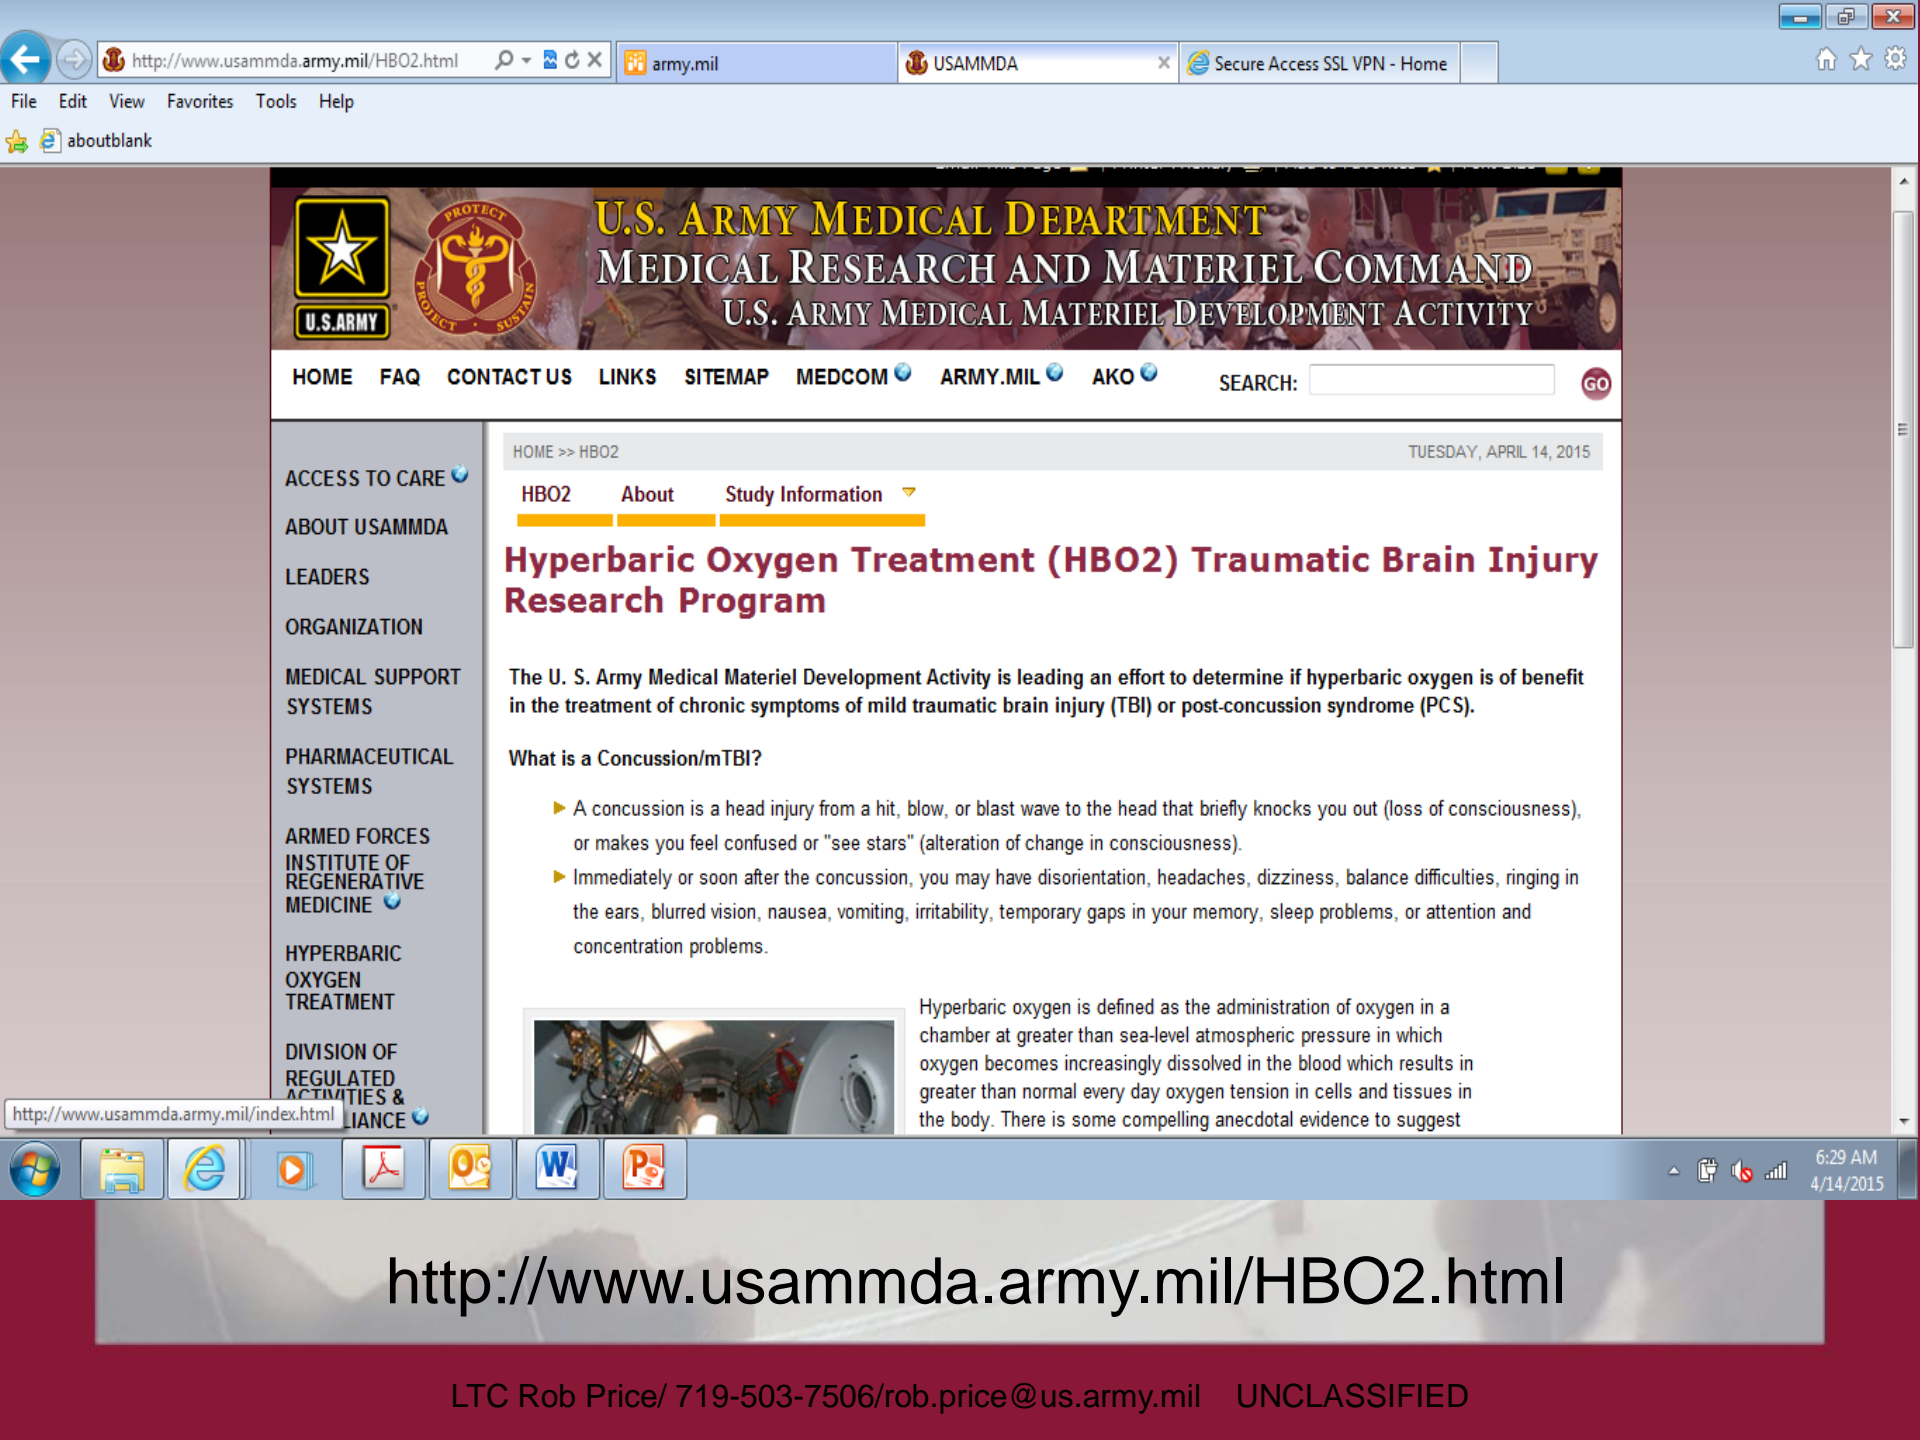 http://www.usammda.army.mil/HBO2.html
army.mil
USAMMDA
Secure Access SSL VPN - Home
File Edit View Favorites Tools Help
aboutblank
U.S. ARMY
PROTECT PROJECT SUSTAIN
U.S. ARMY MEDICAL DEPARTMENT
MEDICAL RESEARCH AND MATERIEL COMMAND
U.S. ARMY MEDICAL MATERIEL DEVELOPMENT ACTIVITY
HOME FAQ CONTACT US LINKS SITEMAP MEDCOM ARMY.MIL AKO SEARCH: GO
ACCESS TO CARE
ABOUT USAMMDA
LEADERS
ORGANIZATION
MEDICAL SUPPORT
SYSTEMS
PHARMACEUTICAL
SYSTEMS
ARMED FORCES
INSTITUTE OF
REGENERATIVE
MEDICINE
HYPERBARIC
OXYGEN
TREATMENT
DIVISION OF
REGULATED
ACTIVITIES &
LIANCE
HOME >> HBO2 TUESDAY, APRIL 14, 2015
HBO2 About Study Information
Hyperbaric Oxygen Treatment (HBO2) Traumatic Brain Injury
Research Program
The U. S. Army Medical Materiel Development Activity is leading an effort to determine if hyperbaric oxygen is of benefit
in the treatment of chronic symptoms of mild traumatic brain injury (TBI) or post-concussion syndrome (PCS).
What is a Concussion/mTBI?
A concussion is a head injury from a hit, blow, or blast wave to the head that briefly knocks you out (loss of consciousness),
or makes you feel confused or "see stars" (alteration of change in consciousness).
Immediately or soon after the concussion, you may have disorientation, headaches, dizziness, balance difficulties, ringing in
the ears, blurred vision, nausea, vomiting, irritability, temporary gaps in your memory, sleep problems, or attention and
concentration problems.
Hyperbaric oxygen is defined as the administration of oxygen in a
chamber at greater than sea-level atmospheric pressure in which
oxygen becomes increasingly dissolved in the blood which results in
greater than normal every day oxygen tension in cells and tissues in
the body. There is some compelling anecdotal evidence to suggest
http://www.usammda.army.mil/index.html
6:29 AM
4/14/2015
http://www.usammda.army.mil/HBO2.html
LTC Rob Price/ 719-503-7506/rob.price@us.army.mil UNCLASSIFIED